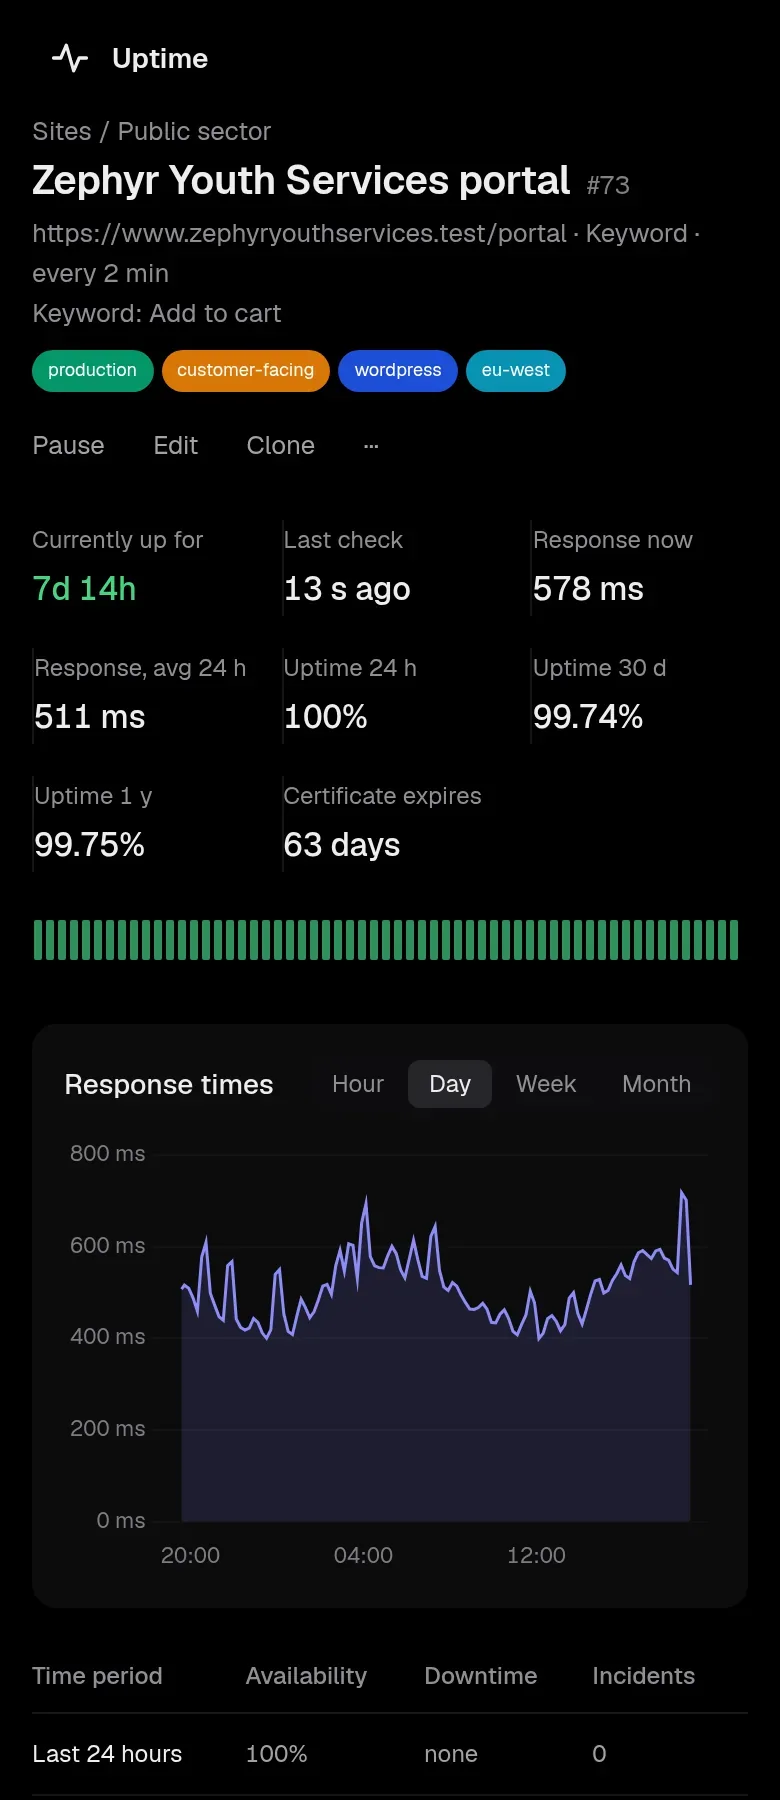 Uptime
Sites / Public sector
Zephyr Youth Services portal #73
https://www.zephyryouthservices.test/portal · Keyword ·
every 2 min
Keyword: Add to cart
production customer-facing wordpress eu-west
Pause Edit Clone ···
Currently up for Last check Response now
7d 14h 13 s ago 578 ms
Response, avg 24 h Uptime 24 h Uptime 30 d
511 ms 100% 99.74%
Uptime 1 y Certificate expires
99.75% 63 days
Response times Hour Day Week Month
800 ms
600 ms
400 ms
200 ms
0 ms
20:00 04:00 12:00
Time period Availability Downtime Incidents
Last 24 hours 100% none 0